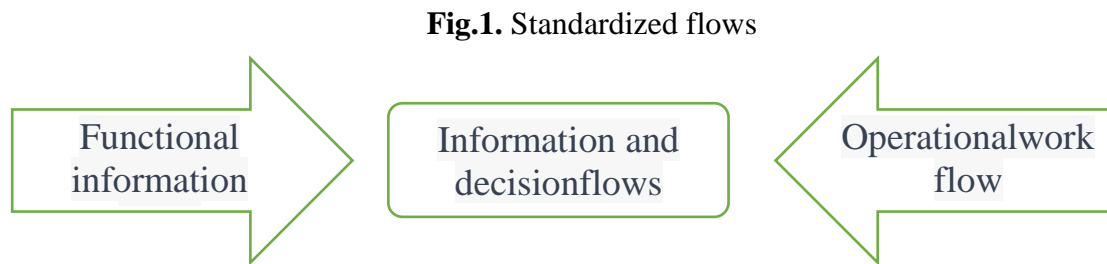 Fig.1. Standardized flows
Functional
information
Information and
decisionflows
Operationalwork
flow